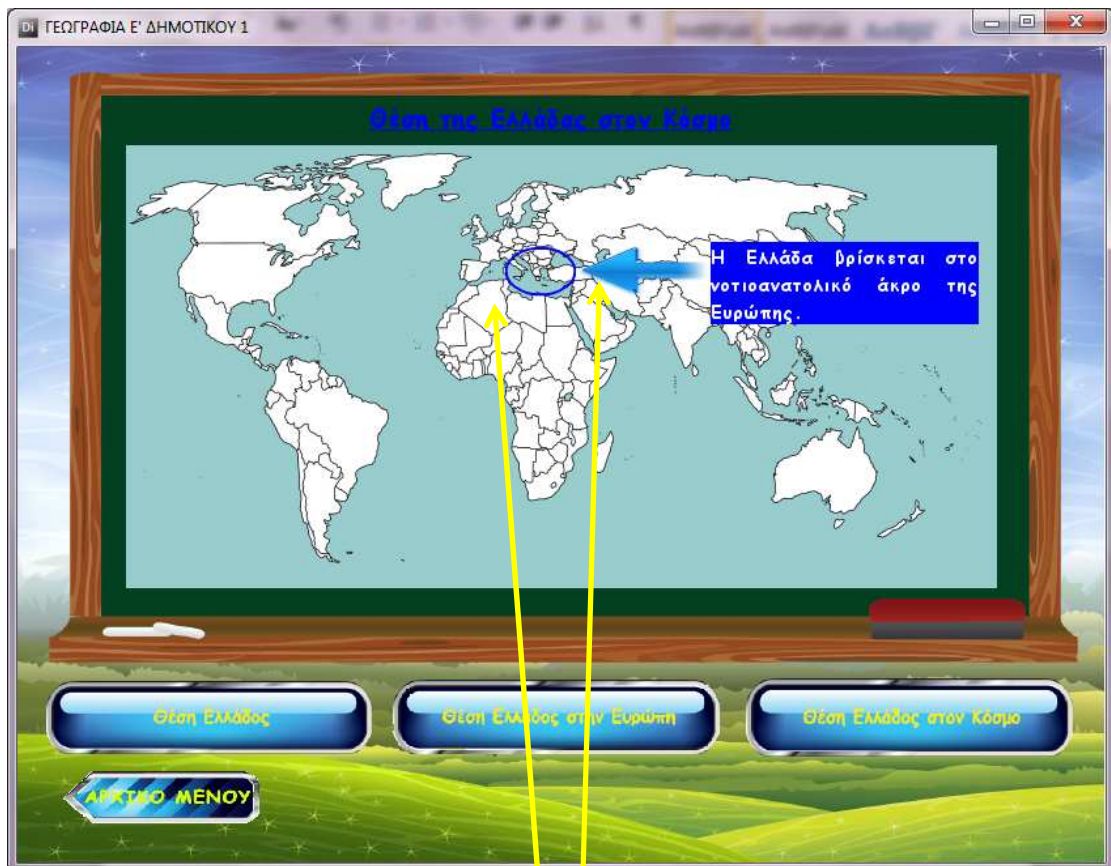 ΓΕΩΓΡΑΦΙΑ Ε' ΔΗΜΟΤΙΚΟΥ 1
Θέση της Ελλάδας στον Κόσμο
Η Ελλάδα βρίσκεται στο
νοτιοανατολικό άκρο της
Ευρώπης.
Θέση Ελλάδος
Θέση Ελλάδος στην Ευρώπη
Θέση Ελλάδος στον Κόσμο
ΑΡΧΙΚΟ ΜΕΝΟΥ